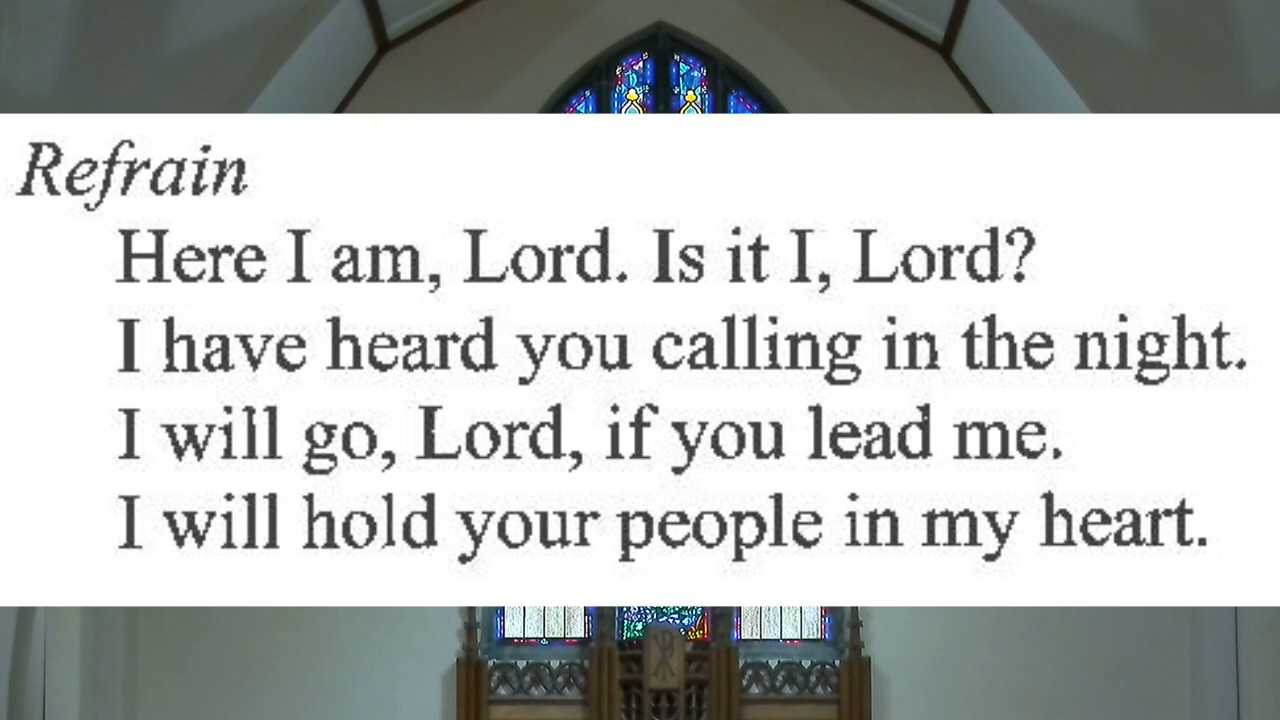 Refrain
Here I am, Lord. Is it I, Lord?
I have heard you calling in the night.
I will go, Lord, if you lead me.
I will hold your people in my heart.